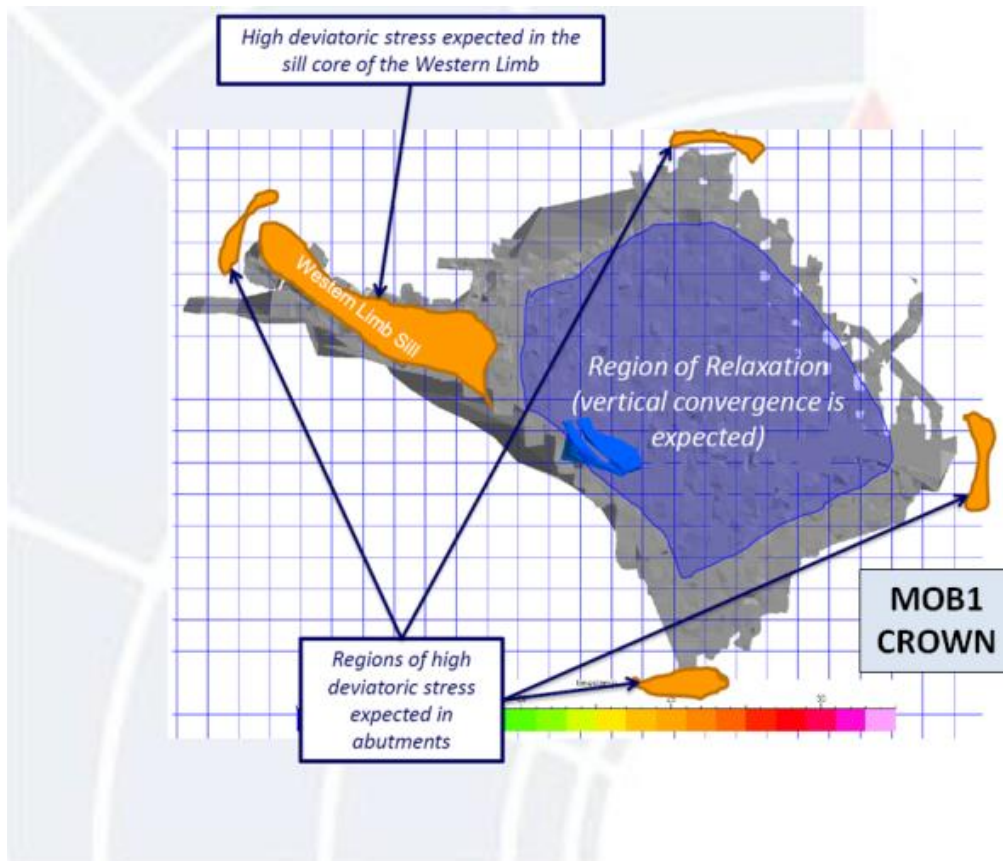 High deviatoric stress expected in the
sill core of the Western Limb
Western Limb Sill
Region of Relaxation
(vertical convergence is
expected)
MOB1
CROWN
Regions of high
deviatoric stress
expected in
abutments